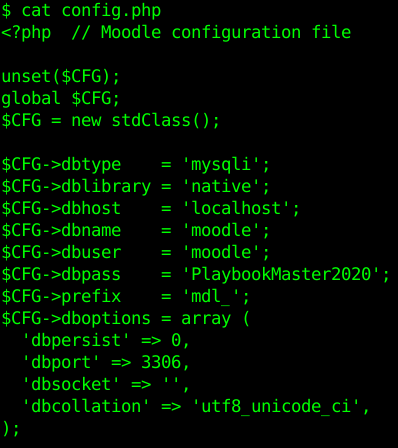 $ cat config.php
<?php  // Moodle configuration file

unset($CFG);
global $CFG;
$CFG = new stdClass();

$CFG->dbtype    = 'mysqli';
$CFG->dblibrary = 'native';
$CFG->dbhost    = 'localhost';
$CFG->dbname    = 'moodle';
$CFG->dbuser    = 'moodle';
$CFG->dbpass    = 'PlaybookMaster2020';
$CFG->prefix    = 'mdl_';
$CFG->dboptions = array (
  'dbpersist' => 0,
  'dbport' => 3306,
  'dbsocket' => '',
  'dbcollation' => 'utf8_unicode_ci',
);